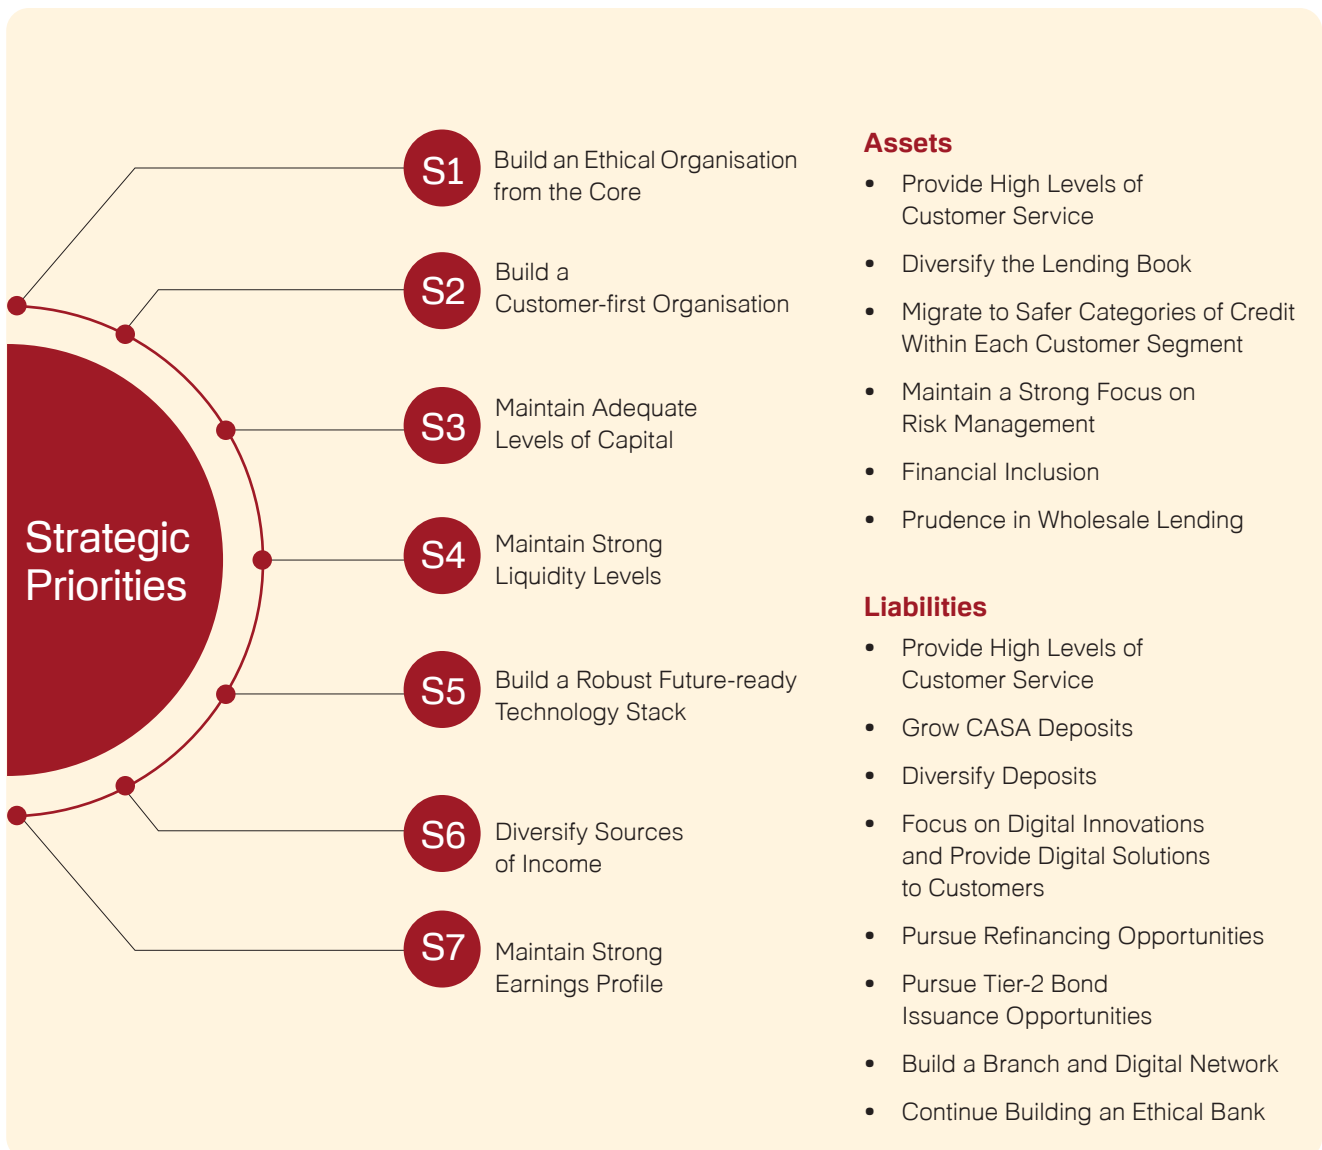 Strategic
Priorities
S1
Build an Ethical Organisation
from the Core
S2
Build a
Customer-first Organisation
S3
Maintain Adequate
Levels of Capital
S4
Maintain Strong
Liquidity Levels
S5
Build a Robust Future-ready
Technology Stack
S6
Diversify Sources
of Income
S7
Maintain Strong
Earnings Profile
Assets
• Provide High Levels of
Customer Service
• Diversify the Lending Book
• Migrate to Safer Categories of Credit
Within Each Customer Segment
• Maintain a Strong Focus on
Risk Management
• Financial Inclusion
• Prudence in Wholesale Lending
Liabilities
• Provide High Levels of
Customer Service
• Grow CASA Deposits
• Diversify Deposits
• Focus on Digital Innovations
and Provide Digital Solutions
to Customers
• Pursue Refinancing Opportunities
• Pursue Tier-2 Bond
Issuance Opportunities
• Build a Branch and Digital Network
• Continue Building an Ethical Bank